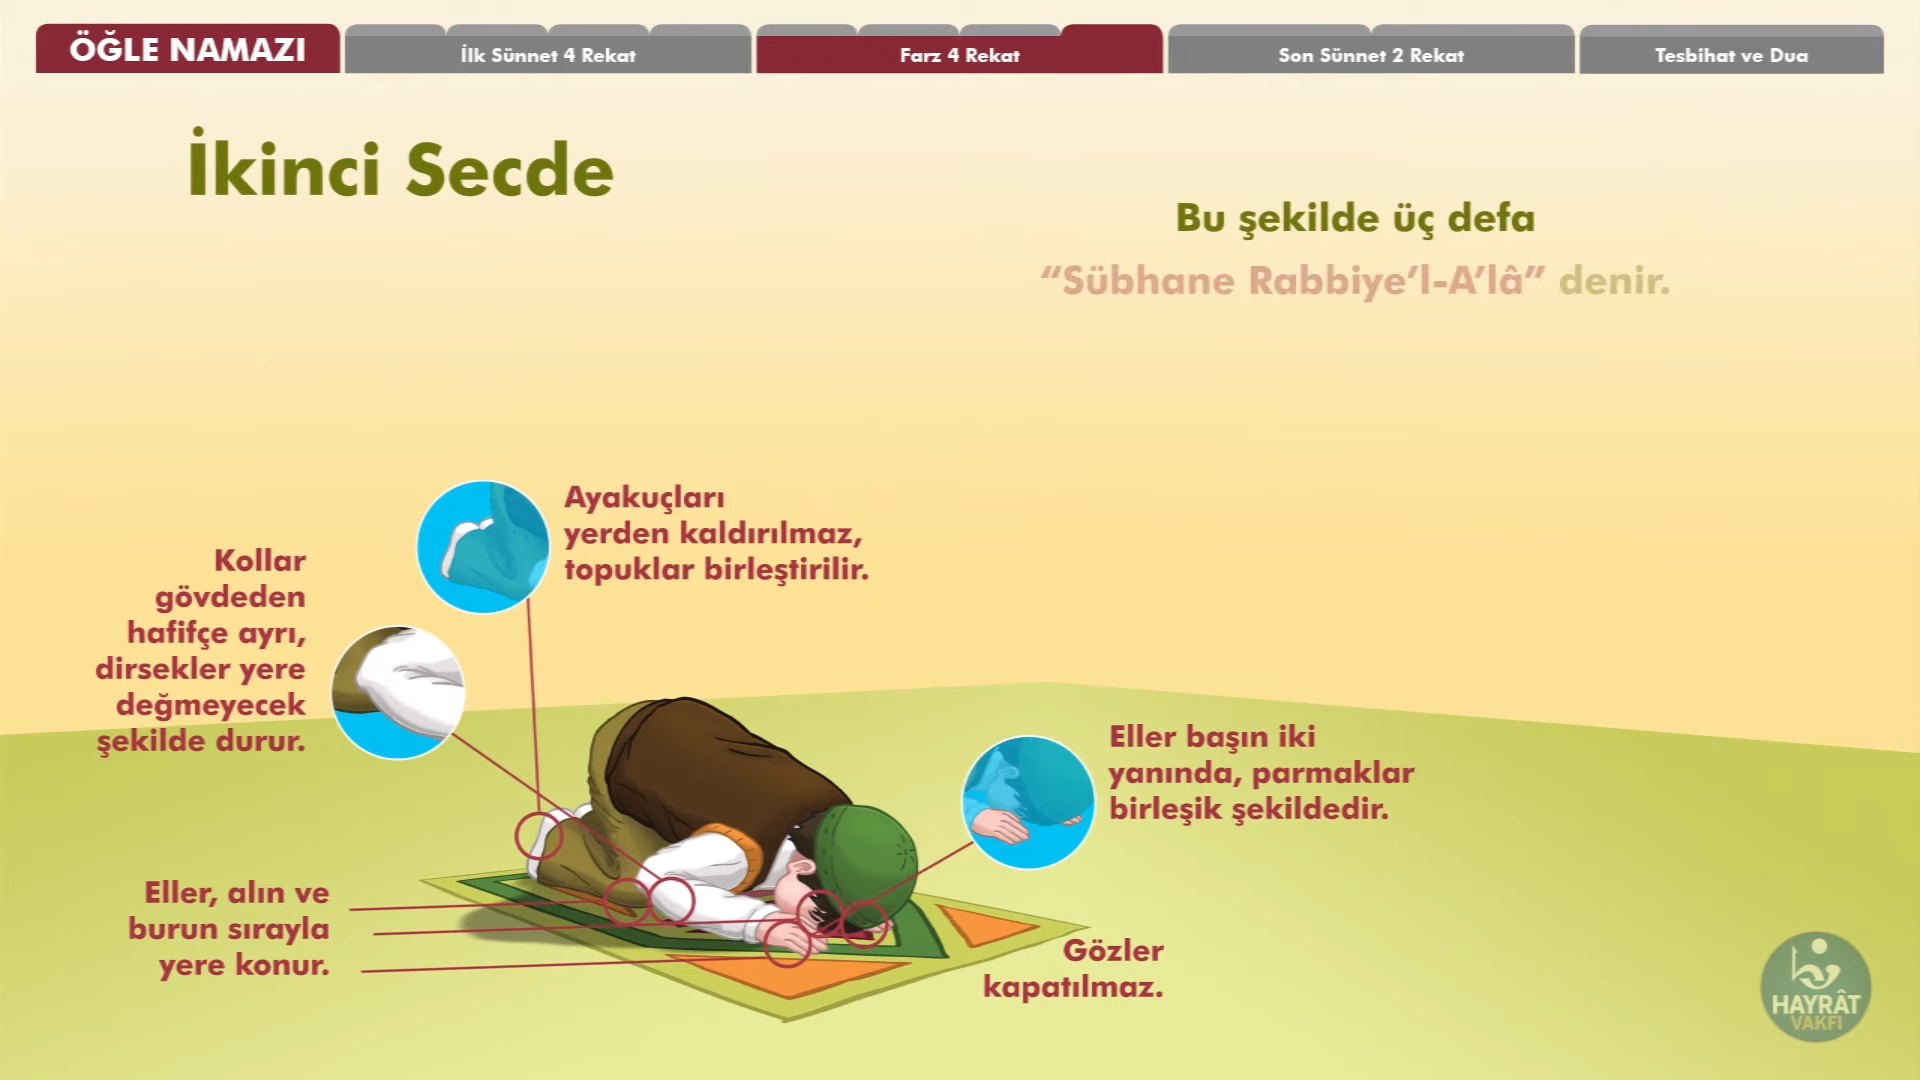 ÖĞLE NAMAZI
İlk Sünnet 4 Rekat
Farz 4 Rekat
Son Sünnet 2 Rekat
Tesbihat ve Dua
İkinci Secde
Bu şekilde üç defa
“Sübhane Rabbiye’l-A’lâ” denir.
Ayakuçları
yerden kaldırılmaz,
topuklar birleştirilir.
Kollar
gövdeden
hafifçe ayrı,
dirsekler yere
değmeyecek
şekilde durur.
Eller başın iki
yanında, parmaklar
birleşik şekildedir.
Eller, alın ve
burun sırayla
yere konur.
Gözler
kapatılmaz.
HAYRÂT
VAKFI